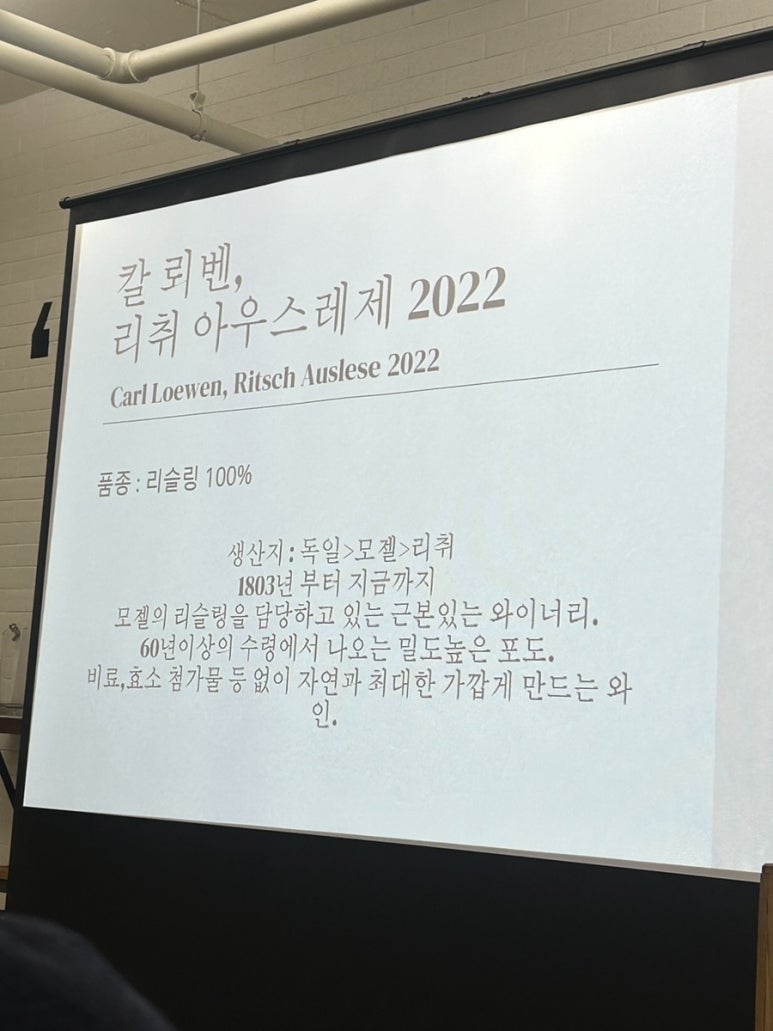 칼 뢰벤,
리취 아우스레제 2022
Carl Loewen, Ritsch Auslese 2022
품종 : 리슬링 100%
생산지 : 독일>모젤>리취
1803년 부터 지금까지
모젤의 리슬링을 담당하고 있는 근본있는 와이너리.
60년이상의 수령에서 나오는 밀도높은 포도.
비료,효소 첨가물 등 없이 자연과 최대한 가깝게 만드는 와
인.